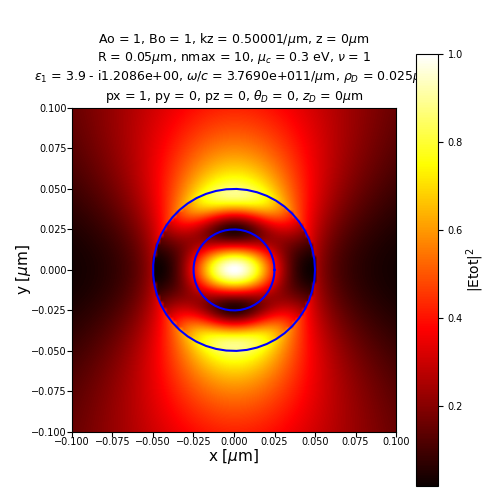 Ao = 1, Bo = 1, kz = 0.50001/μm, z = 0μm
R = 0.05μm, nmax = 10, μc = 0.3 eV, ν = 1
ε1 = 3.9 - i1.2086e+00, ω/c = 3.7690e+011/μm, ρD = 0.025μ
px = 1, py = 0, pz = 0, θD = 0, zD = 0μm
1.0
0.8
0.6
0.4
0.2
|Etot|²
0.100
0.075
0.050
0.025
0.000
−0.025
−0.050
−0.075
−0.100
y [μm]
−0.100 −0.075 −0.050 −0.025 0.000 0.025 0.050 0.075 0.100
x [μm]